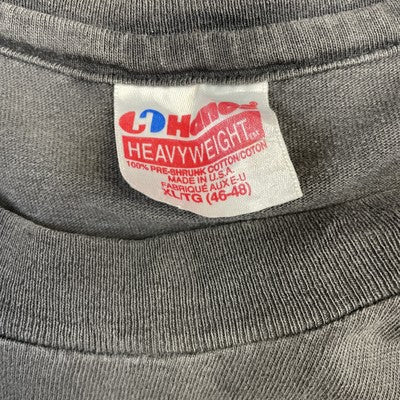 Hanes
HEAVYWEIGHT
100% PRE-SHRUNK COTTON/COTON
MADE IN U.S.A.
FABRIQUÉ AUX E-U
XL/TG (46-48)